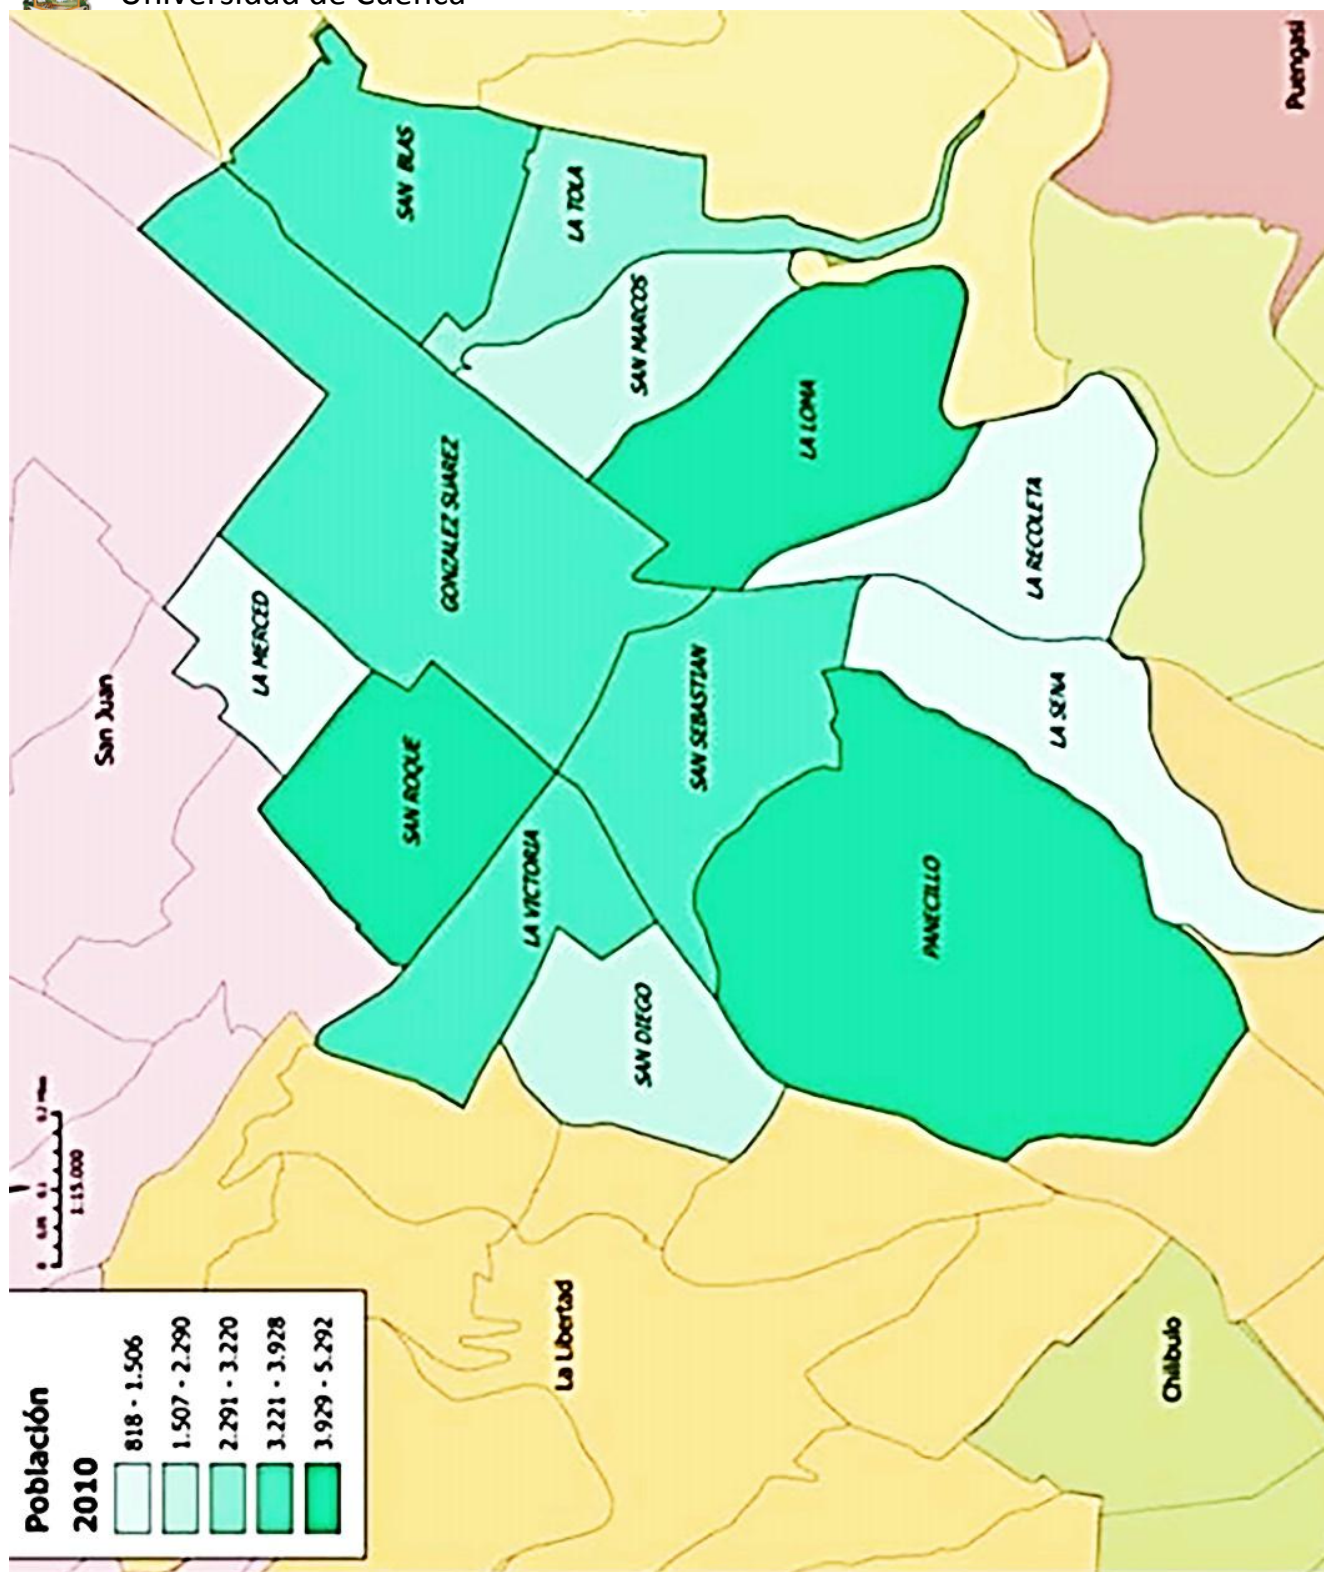 Universidad de Cuenca
Población
2010
818 - 1.506
1.507 - 2.290
2.291 - 3.220
3.221 - 3.928
3.929 - 5.292
1:15.000
San Juan
La Libertad
Chilibulo
Puengasí
SAN BLAS
LA TOLA
SAN MARCOS
GONZALEZ SUAREZ
LA LOMA
LA MERCED
LA RECOLETA
SAN ROQUE
SAN SEBASTIAN
LA SENA
LA VICTORIA
PANECILLO
SAN DIEGO